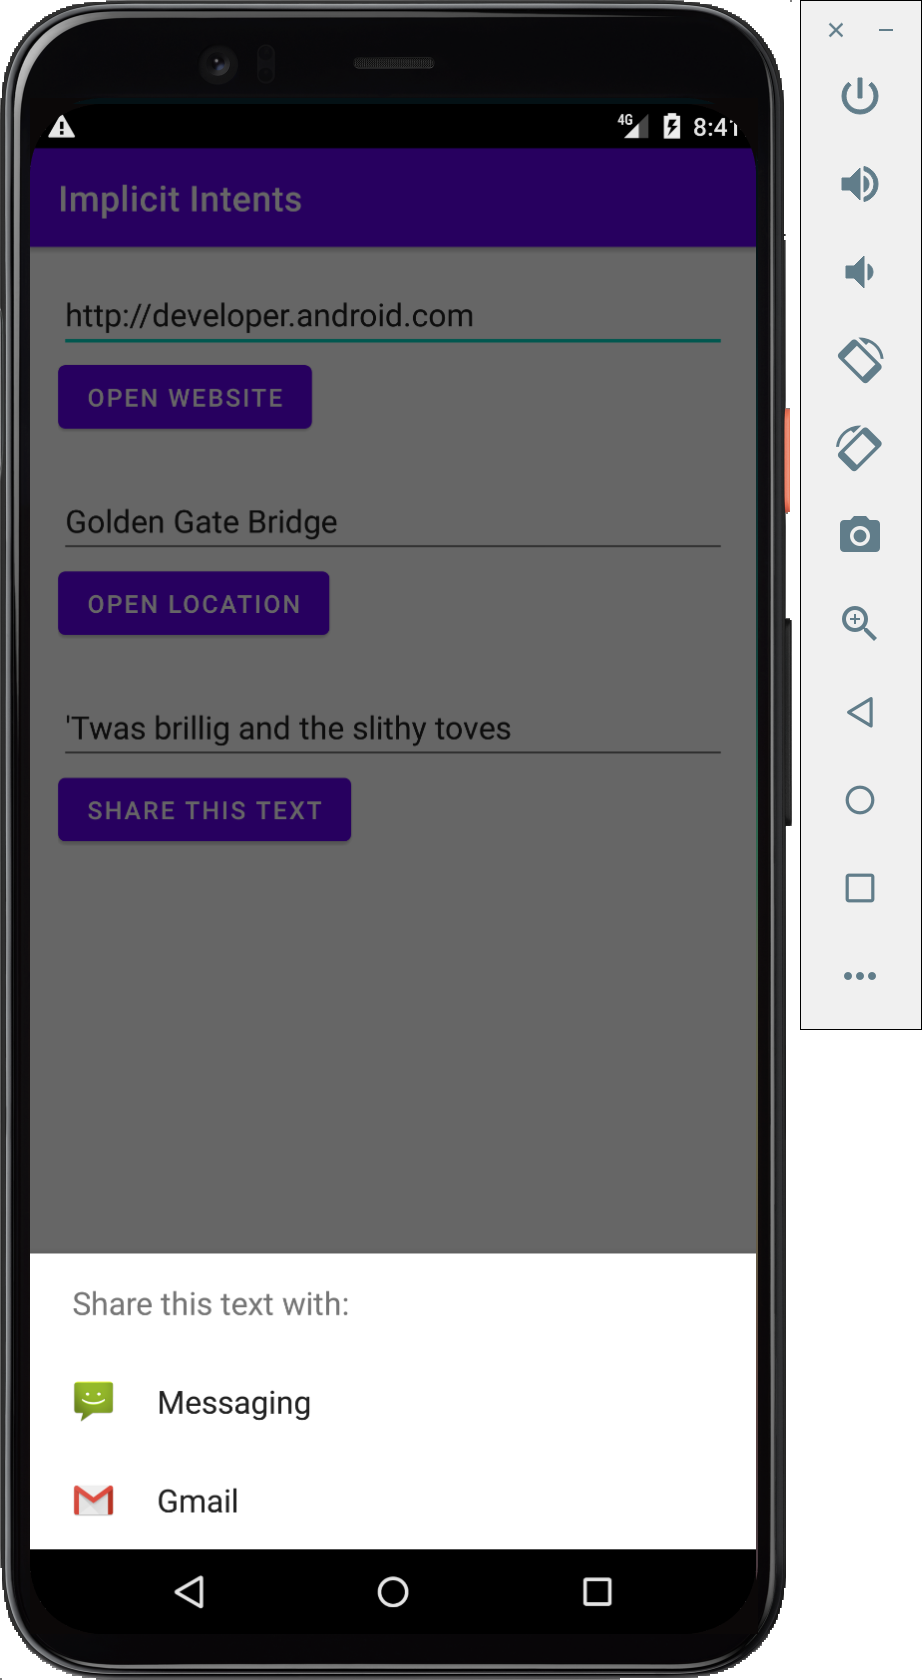 4G 8:41
Implicit Intents
http://developer.android.com
OPEN WEBSITE
Golden Gate Bridge
OPEN LOCATION
'Twas brillig and the slithy toves
SHARE THIS TEXT
Share this text with:
Messaging
Gmail